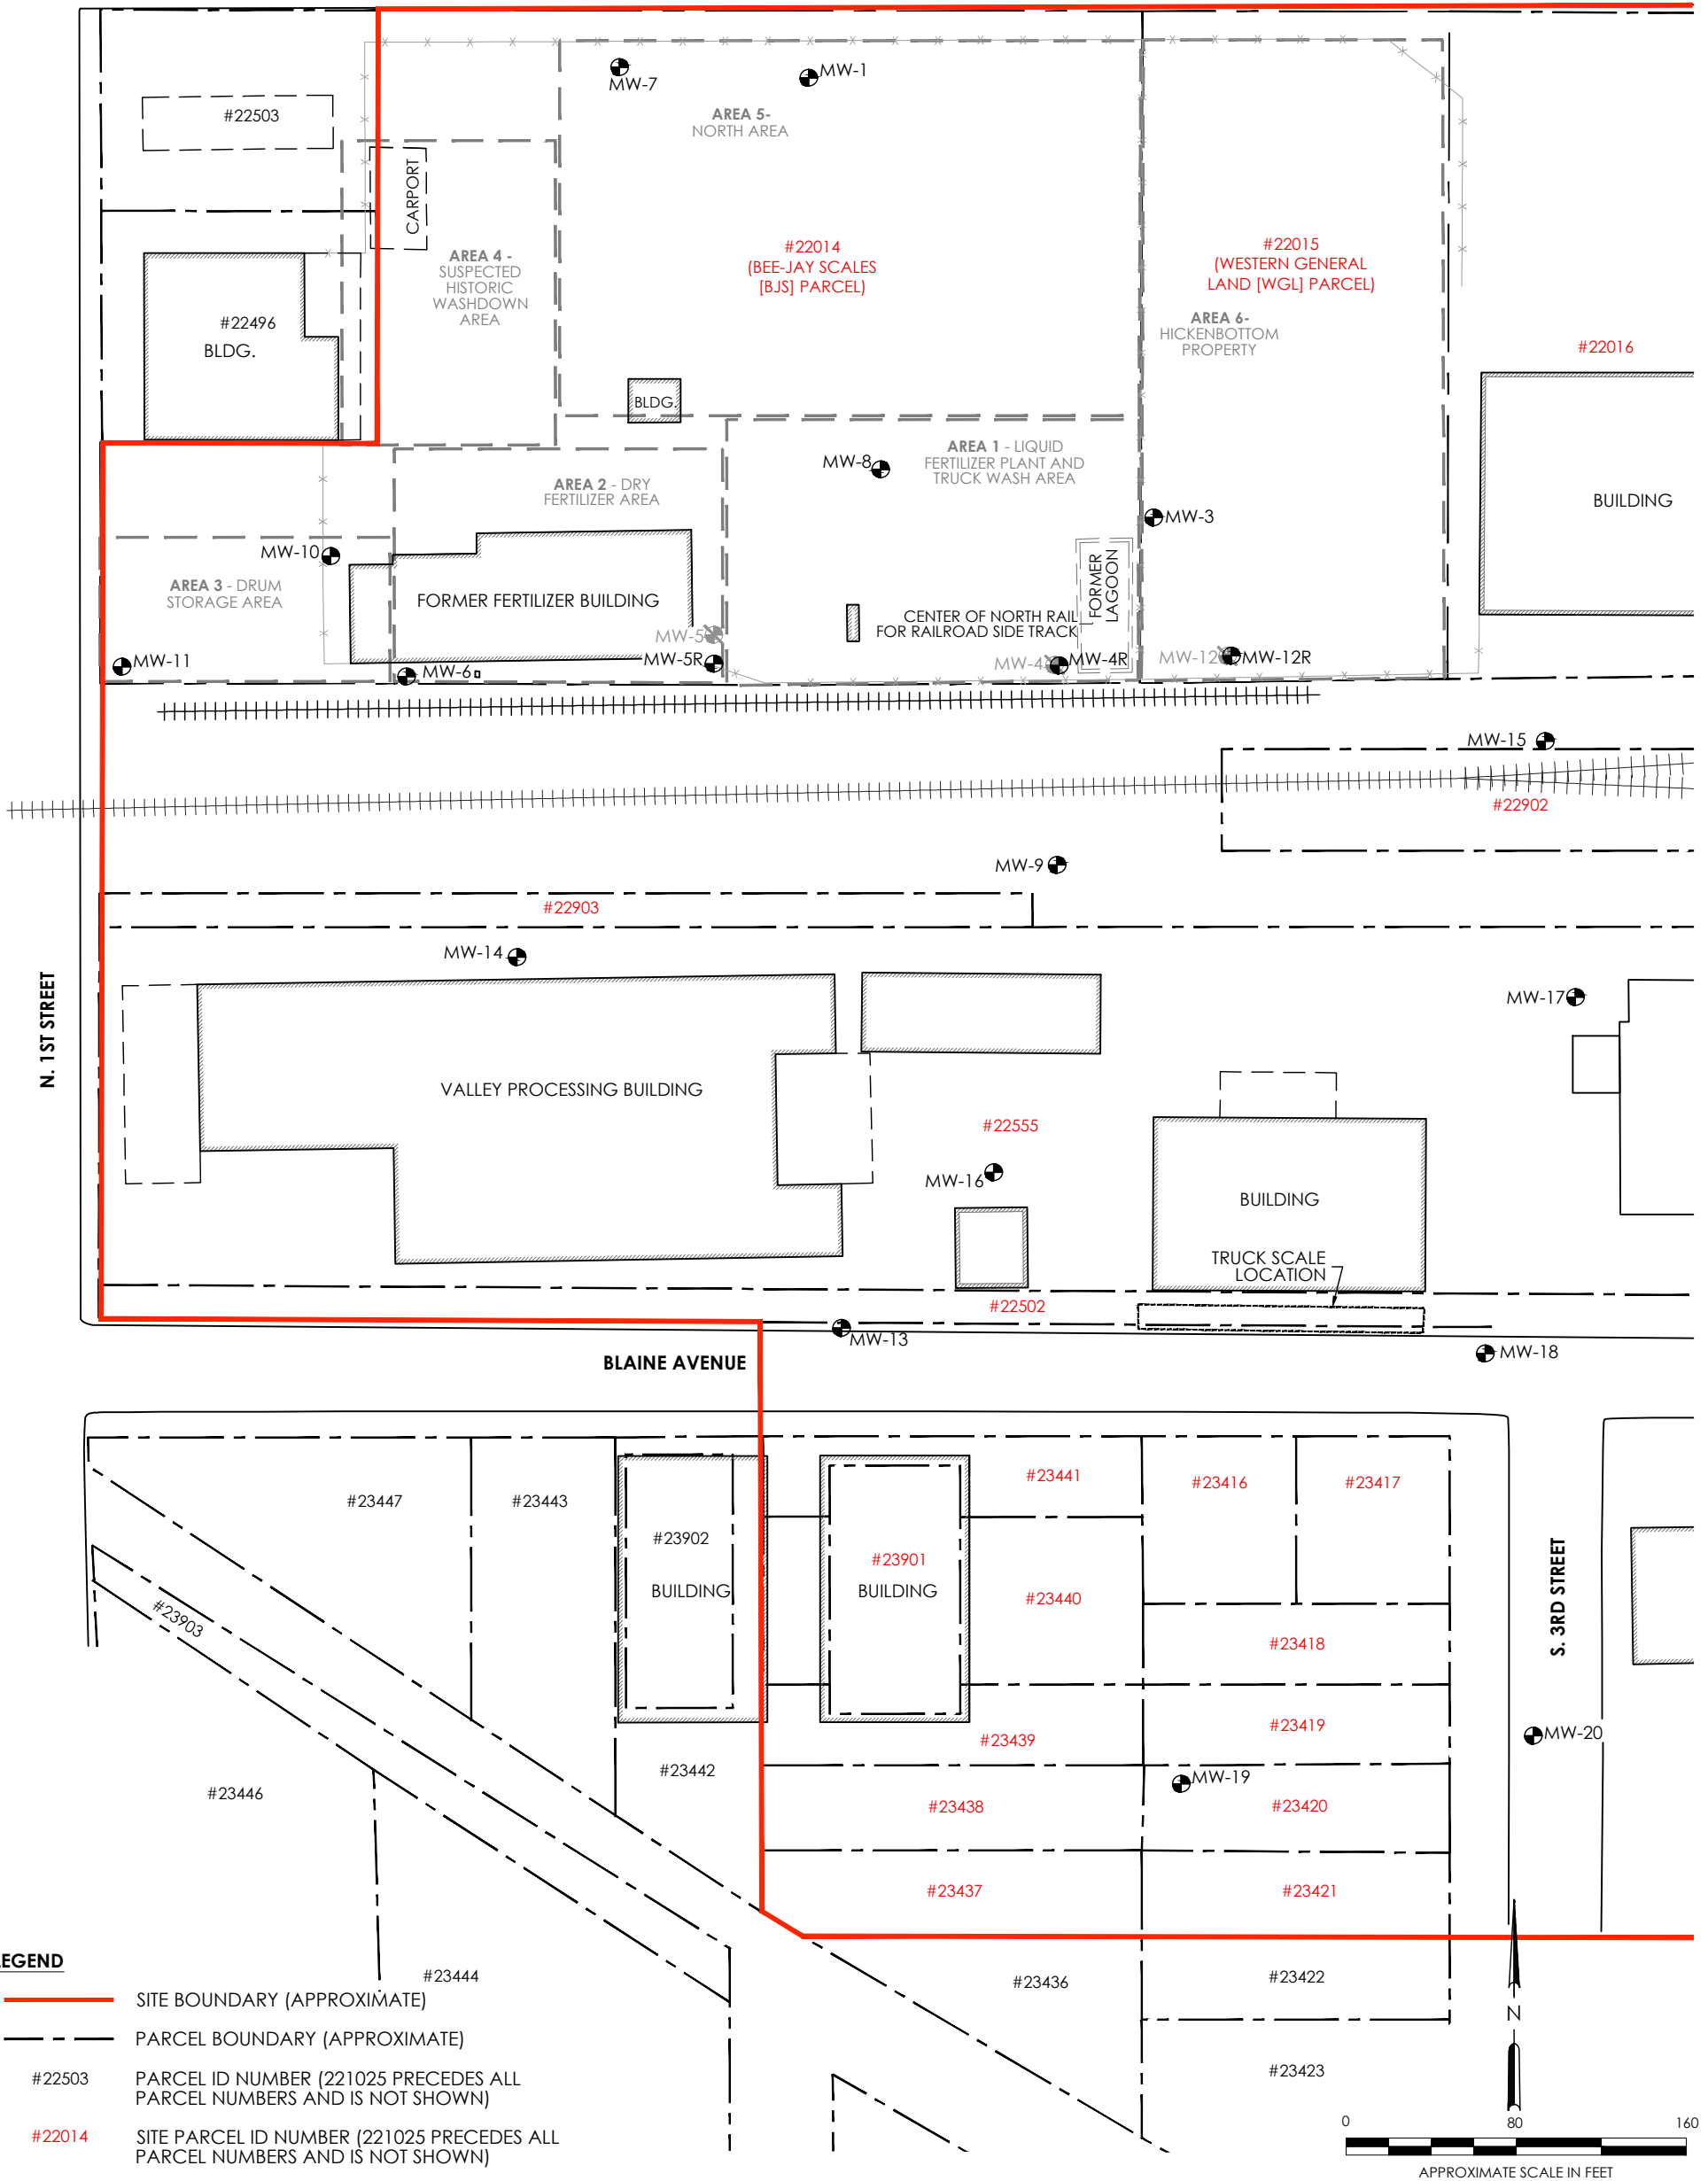 MW-7
MW-1
#22503
AREA 5-
NORTH AREA
CARPORT
AREA 4 -
SUSPECTED
HISTORIC
WASHDOWN
AREA
#22014
(BEE-JAY SCALES
[BJS] PARCEL)
#22015
(WESTERN GENERAL
LAND [WGL] PARCEL)
AREA 6-
HICKENBOTTOM
PROPERTY
#22496
BLDG.
#22016
BLDG.
AREA 1 - LIQUID
FERTILIZER PLANT AND
TRUCK WASH AREA
MW-8
AREA 2 - DRY
FERTILIZER AREA
BUILDING
MW-3
MW-10
AREA 3 - DRUM
STORAGE AREA
FORMER FERTILIZER BUILDING
FORMER
LAGOON
CENTER OF NORTH RAIL
FOR RAILROAD SIDE TRACK
MW-5
MW-5R
MW-11
MW-6
MW-4
MW-4R
MW-12
MW-12R
MW-15
#22902
MW-9
#22903
MW-14
MW-17
N. 1ST STREET
VALLEY PROCESSING BUILDING
#22555
MW-16
BUILDING
TRUCK SCALE
LOCATION
#22502
MW-13
BLAINE AVENUE
MW-18
#23447
#23443
#23902
BUILDING
#23901
BUILDING
#23441
#23416
#23417
#23440
#23418
S. 3RD STREET
#23903
#23439
#23419
MW-20
#23442
MW-19
#23446
#23438
#23420
#23437
#23421
#23444
#23436
#23422
#23423
N
LEGEND
SITE BOUNDARY (APPROXIMATE)
PARCEL BOUNDARY (APPROXIMATE)
#22503 PARCEL ID NUMBER (221025 PRECEDES ALL
PARCEL NUMBERS AND IS NOT SHOWN)
#22014 SITE PARCEL ID NUMBER (221025 PRECEDES ALL
PARCEL NUMBERS AND IS NOT SHOWN)
0 80 160
APPROXIMATE SCALE IN FEET